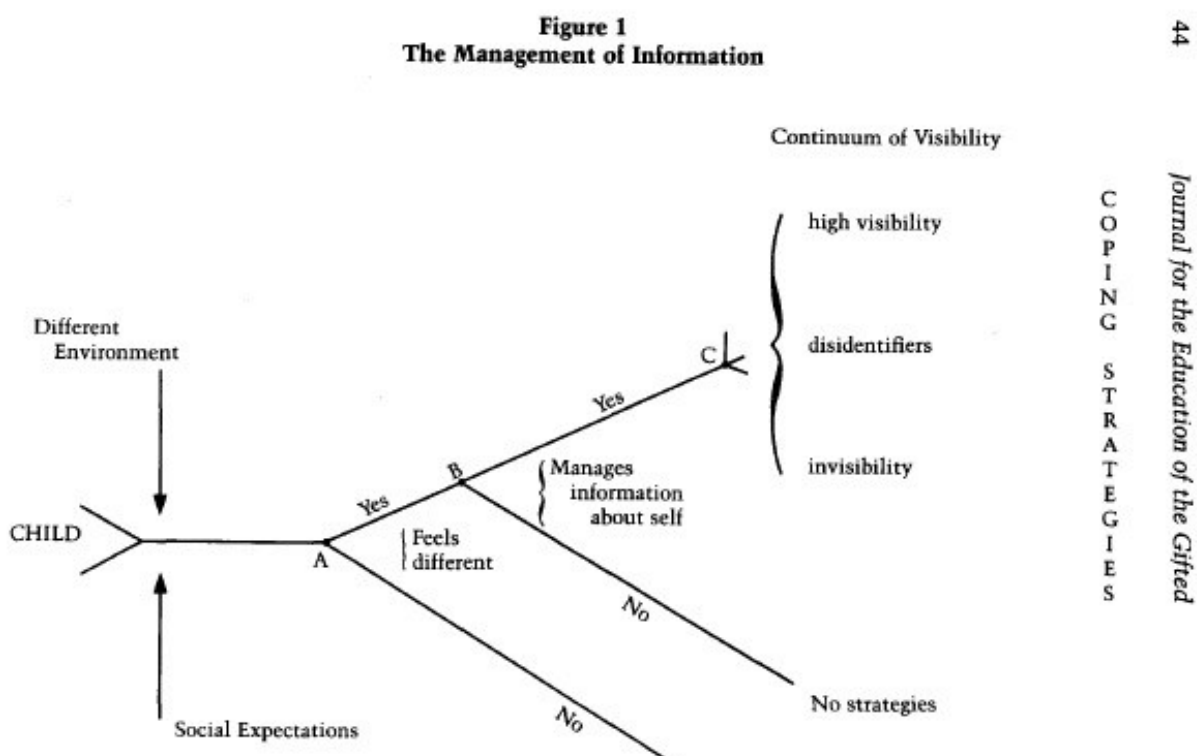 Figure 1
The Management of Information
44
Journal for the Education of the Gifted
Continuum of Visibility
COPING STRATEGIES
high visibility
Different
Environment
disidentifiers
C
Yes
invisibility
B
Manages
information
about self
Yes
CHILD
Feels
different
A
No
No strategies
No
Social Expectations